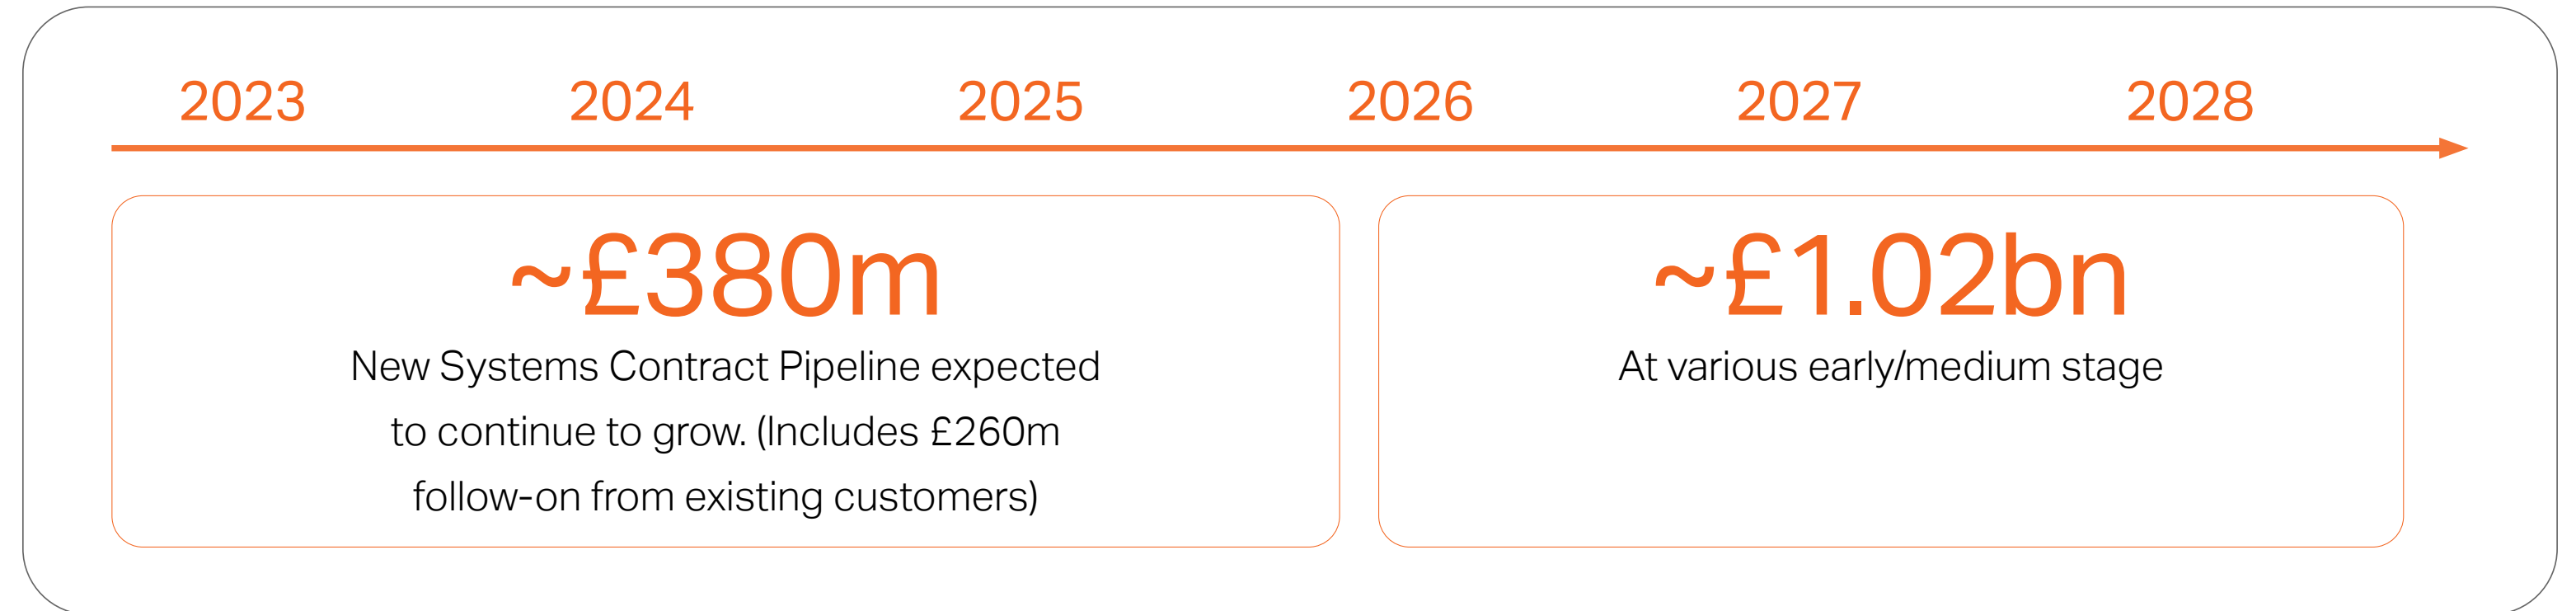 2023 2024 2025 2026 2027 2028
~£380m
New Systems Contract Pipeline expected
to continue to grow. (Includes £260m
follow-on from existing customers)
~£1.02bn
At various early/medium stage